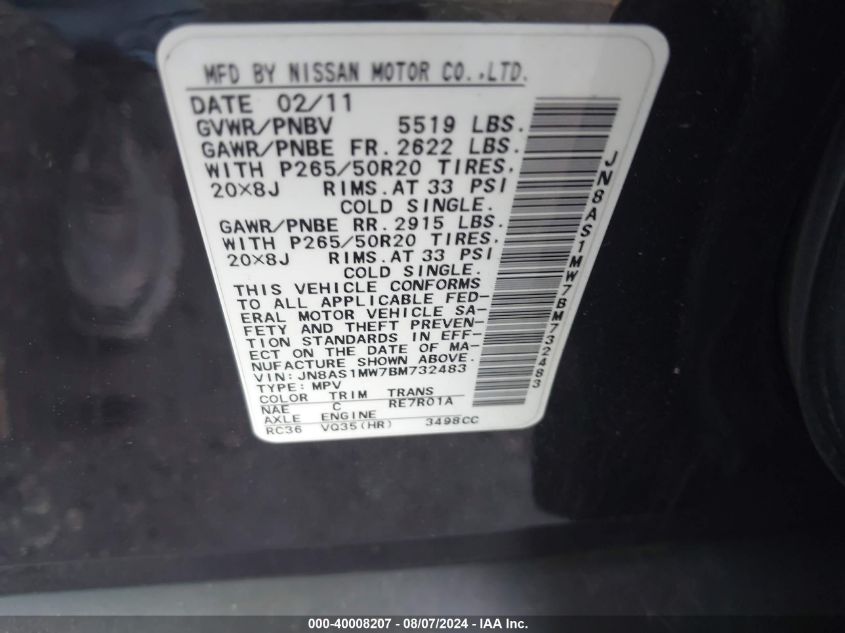 MFD BY NISSAN MOTOR CO.,LTD.
DATE 02/11
GVWR/PNBV 5519 LBS.
GAWR/PNBE FR. 2622 LBS.
WITH P265/50R20 TIRES,
20×8J RIMS.AT 33 PSI
COLD SINGLE.
GAWR/PNBE RR. 2915 LBS.
WITH P265/50R20 TIRES,
20×8J RIMS.AT 33 PSI
COLD SINGLE.
THIS VEHICLE CONFORMS
TO ALL APPLICABLE FED-
ERAL MOTOR VEHICLE SA-
FETY AND THEFT PREVEN-
TION STANDARDS IN EFF-
ECT ON THE DATE OF MA-
NUFACTURE SHOWN ABOVE.
VIN: JN8AS1MW7BM732483
TYPE: MPV
COLOR TRIM TRANS
NAE C RE7R01A
AXLE ENGINE
RC36 VQ35(HR) 3498CC
JN8AS1MW7BM732483
000-40008207 - 08/07/2024 - IAA Inc.